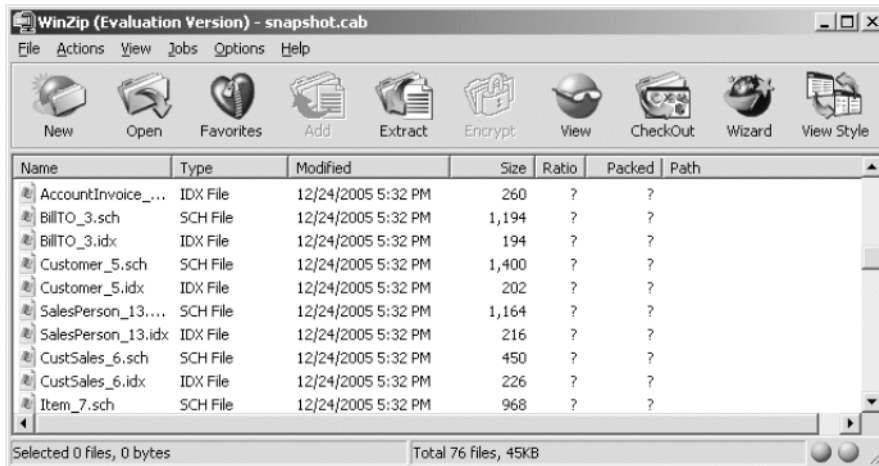 WinZip (Evaluation Version) - snapshot.cab
File Actions View Jobs Options Help
New Open Favorites Add Extract Encrypt View CheckOut Wizard View Style
Name Type Modified Size Ratio Packed Path
AccountInvoice_... IDX File 12/24/2005 5:32 PM 260 ? ?
BillTO_3.sch SCH File 12/24/2005 5:32 PM 1,194 ? ?
BillTO_3.idx IDX File 12/24/2005 5:32 PM 194 ? ?
Customer_5.sch SCH File 12/24/2005 5:32 PM 1,400 ? ?
Customer_5.idx IDX File 12/24/2005 5:32 PM 202 ? ?
SalesPerson_13.... SCH File 12/24/2005 5:32 PM 1,164 ? ?
SalesPerson_13.idx IDX File 12/24/2005 5:32 PM 216 ? ?
CustSales_6.sch SCH File 12/24/2005 5:32 PM 450 ? ?
CustSales_6.idx IDX File 12/24/2005 5:32 PM 226 ? ?
Item_7.sch SCH File 12/24/2005 5:32 PM 968 ? ?
Selected 0 files, 0 bytes Total 76 files, 45KB